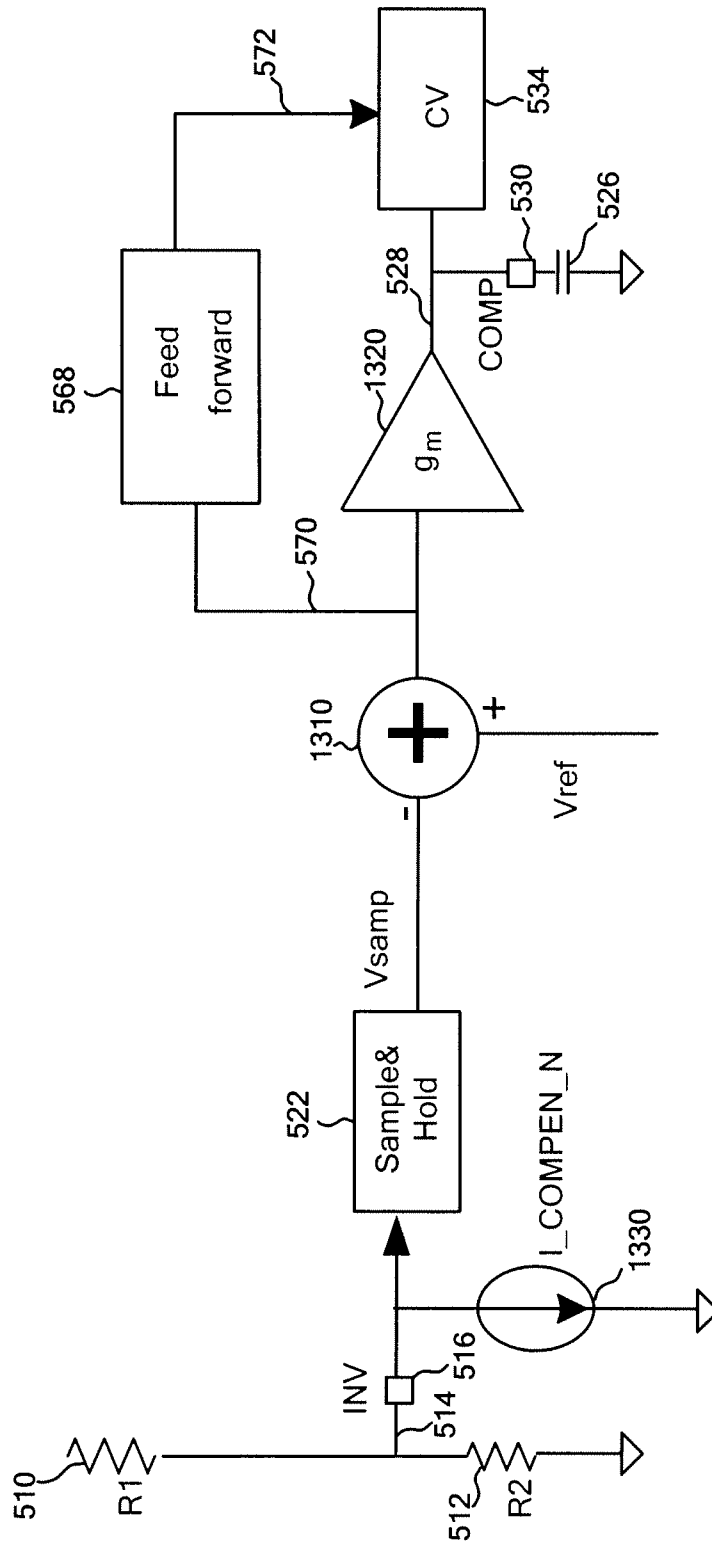 510
R1
512
R2
514
INV
516
I_COMPEN_N
1330
522
Sample&
Hold
Vsamp
-
1310
+
+
Vref
570
568
Feed
forward
572
1320
gm
528
COMP
530
526
CV
534